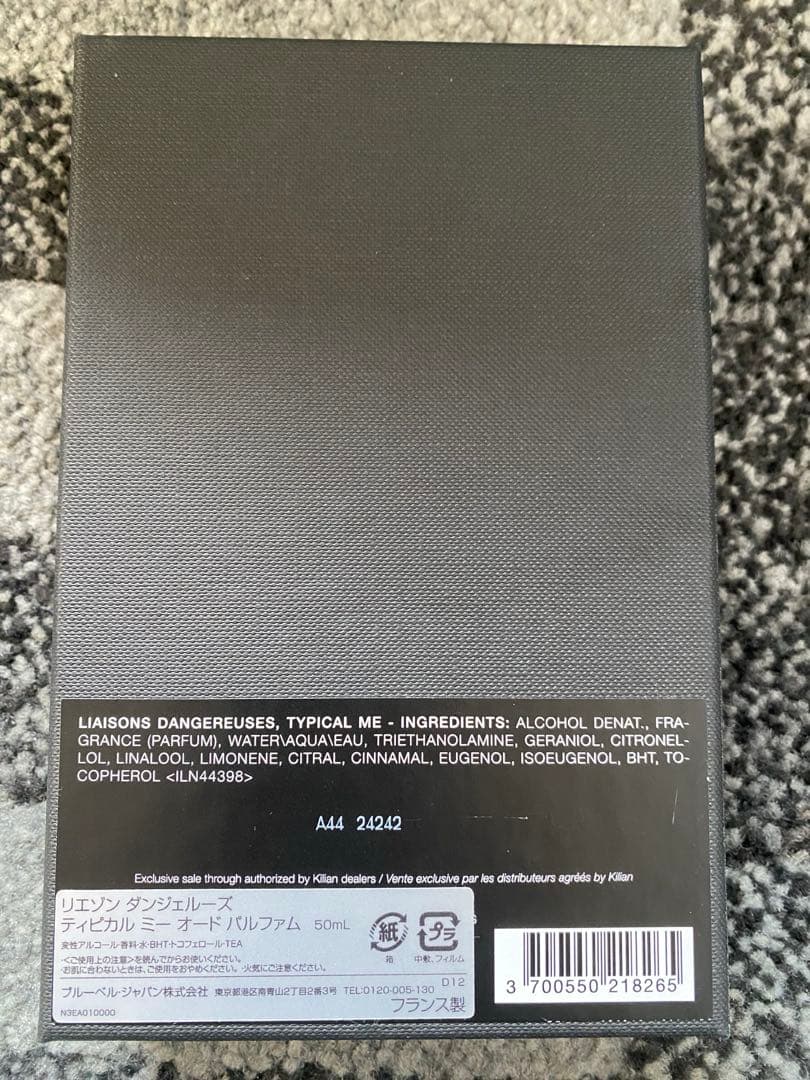 LIAISONS DANGEREUSES, TYPICAL ME - INGREDIENTS: ALCOHOL DENAT., FRA-
GRANCE (PARFUM), WATER\AQUA\EAU, TRIETHANOLAMINE, GERANIOL, CITRONEL-
LOL, LINALOOL, LIMONENE, CITRAL, CINNAMAL, EUGENOL, ISOEUGENOL, BHT, TO-
COPHEROL <ILN44398>
A44 24242
Exclusive sale through authorized by Kilian dealers / Vente exclusive par les distributeurs agréés by Kilian
リエゾン ダンジェルーズ
ティピカル ミー オード パルファム 50mL
変性アルコール・香料・水・BHT・トコフェロール・TEA
<ご使用上の注意>を読んでからお使いください。
・お肌に合わないときは、ご使用をおやめください。・火気にご注意ください。
紙 プラ
箱 中敷、フィルム
D12
ブルーベル・ジャパン株式会社 東京都港区南青山2丁目2番3号 TEL:0120-005-130
N3EA010000 フランス製
3 700550 218265